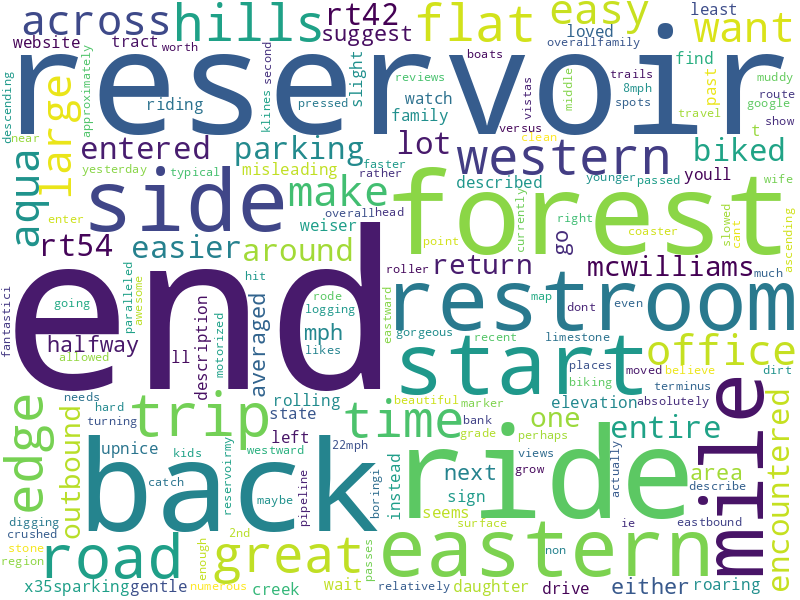 across hills rt42 flat easy want least
website tract worth suggest loved overallfamily
reservoir
descending large approximately riding klines second pressed slight reviews boats trails find past muddy
watch family middle 8mph spots google route
versus vistas clean travel t show
hear entered parking lot western biked
yesterday typical misleading faster rather described younger passed youll wife
aqua side make forest
enter weiser overallhead currently right slowed cant ascending
rt54 easier around point go coaster
return mcwilliams
fantastici going paralleled awesome hit roller eastward map dont even much
end restroom
halfway allowed ll description motorized averaged rode logging mph likes gorgeous recent limestone
start office
places moved believe dirt
biking terminus
edge trip needs rolling beautiful elevation absolutely
outbound hard turning state time marker one entire mile encountered
upnice left bank grade perhaps
back ride
kids westward 22mph views actually area
catch reservoirmy maybe pipeline boringi instead next grow describe
digging sign
crushed stone region road 2nd enough great seems surface ie eastbound
numerous passes eastern non
x35sparking gentle creek wait relatively daughter drive either roaring